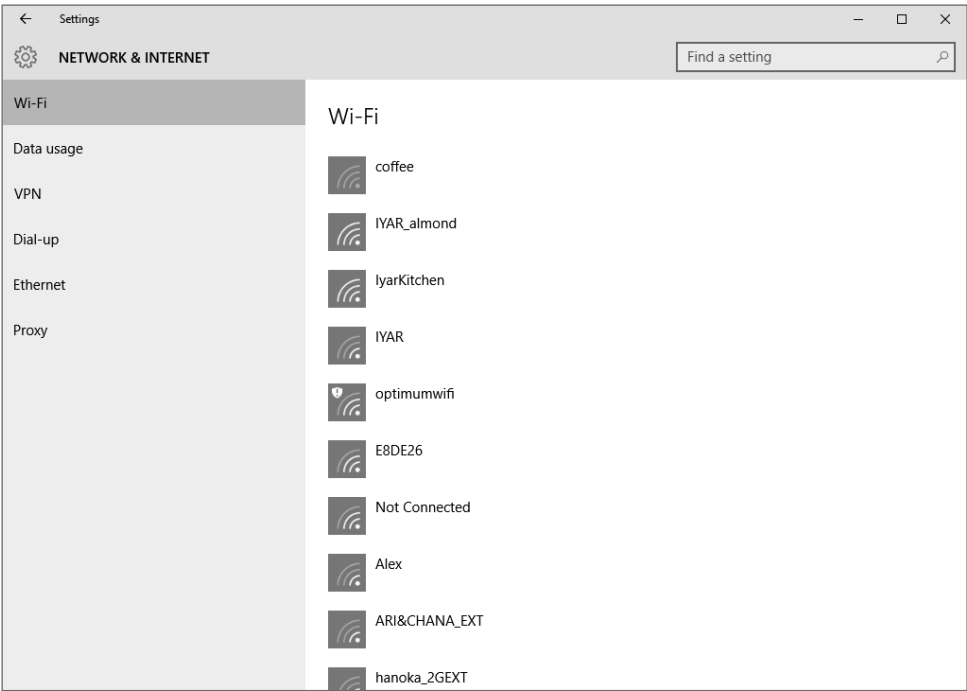 Settings
NETWORK & INTERNET
Find a setting
Wi-Fi
Data usage
VPN
Dial-up
Ethernet
Proxy
Wi-Fi
coffee
IYAR_almond
IyarKitchen
IYAR
optimumwifi
E8DE26
Not Connected
Alex
ARI&CHANA_EXT
hanoka_2GEXT